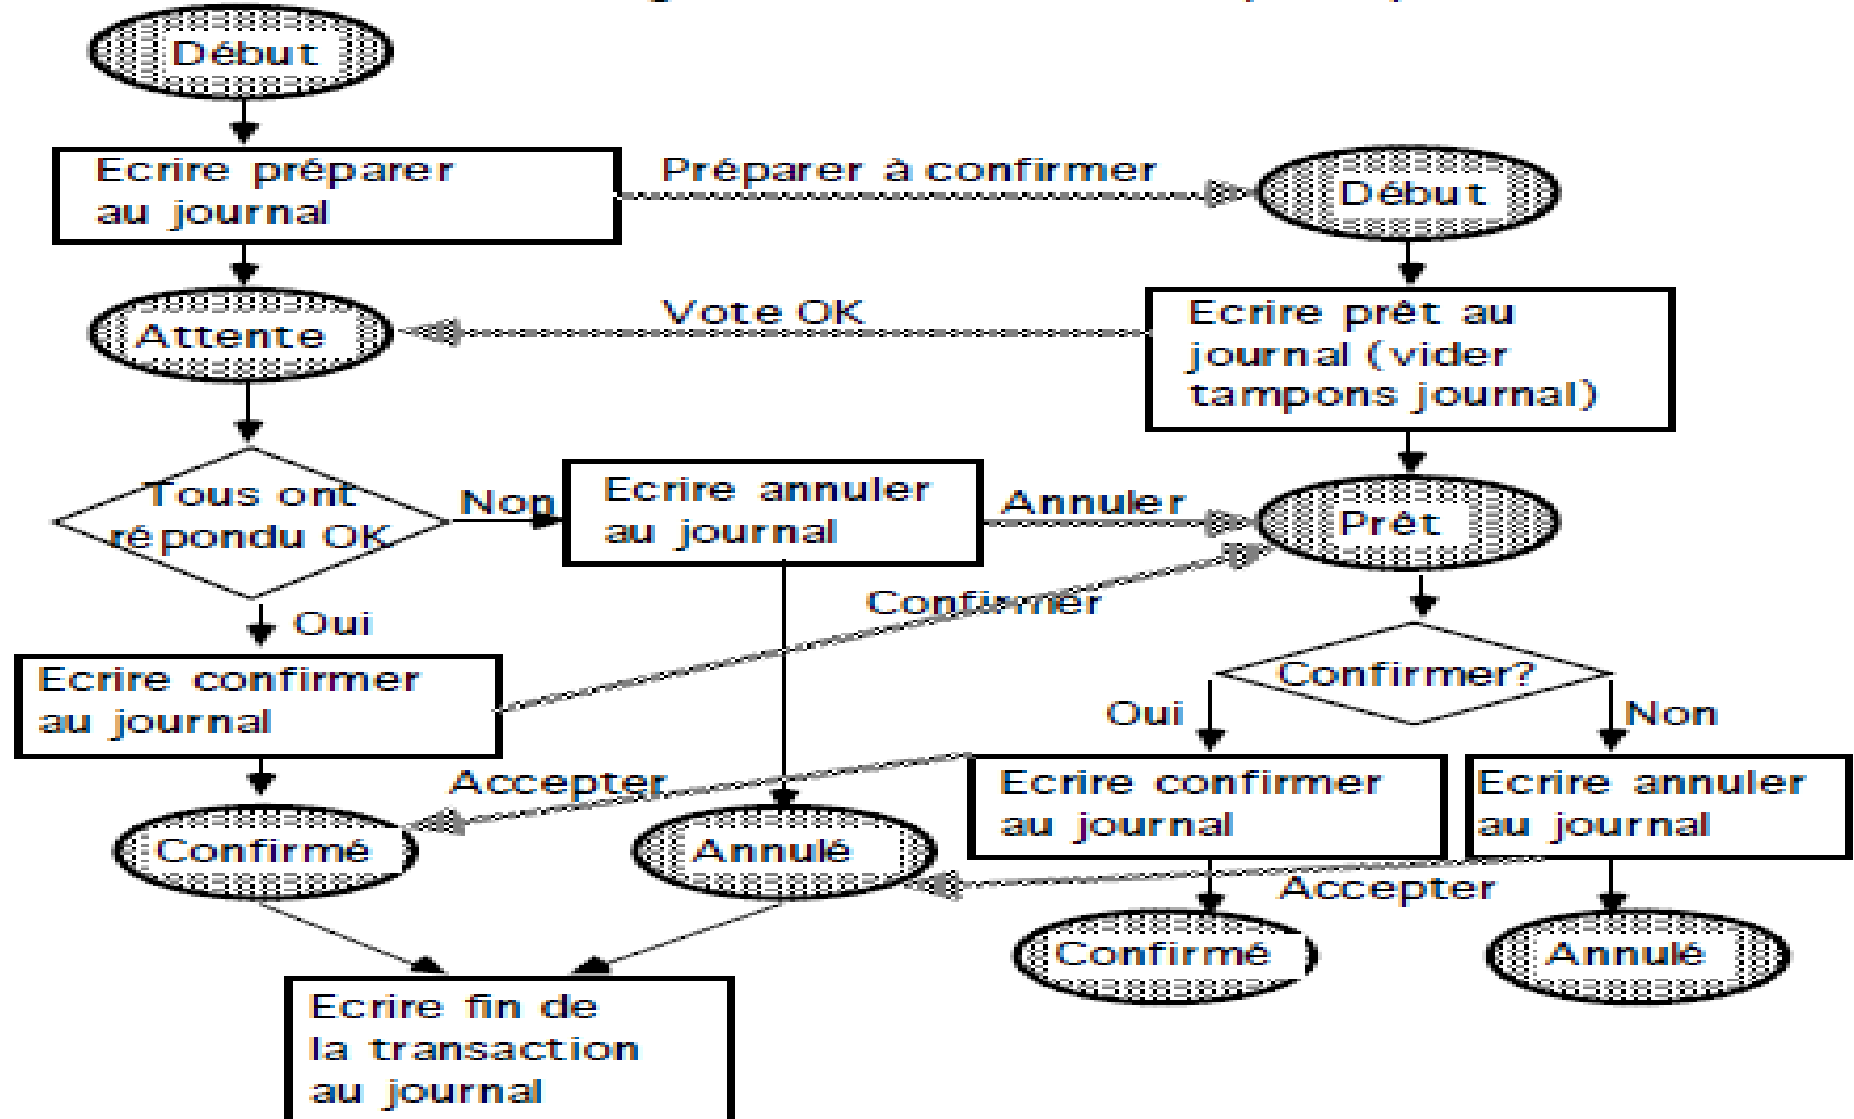 Début
Ecrire préparer
au journal
Préparer à confirmer
Début
Attente
Vote OK
Ecrire prêt au
journal (vider
tampons journal)
Tous ont
répondu OK
Non
Ecrire annuler
au journal
Annuler
Prêt
Oui
Confirmer
Confirmer?
Ecrire confirmer
au journal
Oui
Non
Accepter
Ecrire confirmer
au journal
Ecrire annuler
au journal
Confirmé
Annulé
Accepter
Confirmé
Annulé
Ecrire fin de
la transaction
au journal